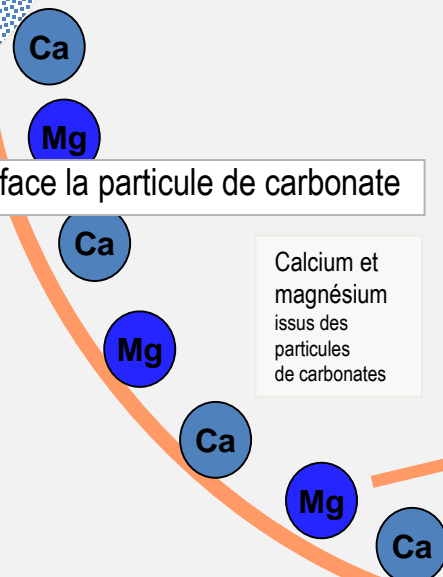 Ca
Mg
face la particule de carbonate
Ca
Calcium et
magnésium
issus des
particules
de carbonates
Mg
Ca
Mg
Ca